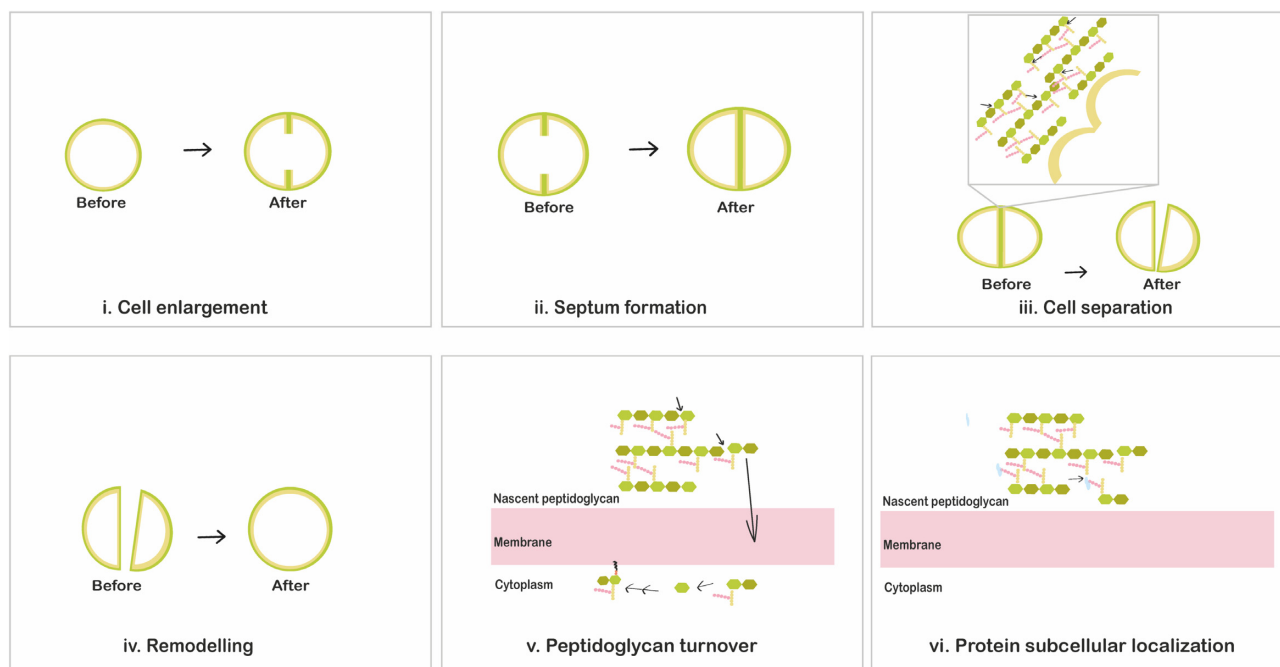 Before
After
i. Cell enlargement
Before
After
ii. Septum formation
Before
After
iii. Cell separation
Before
After
iv. Remodelling
Nascent peptidoglycan
Membrane
Cytoplasm
v. Peptidoglycan turnover
Nascent peptidoglycan
Membrane
Cytoplasm
vi. Protein subcellular localization